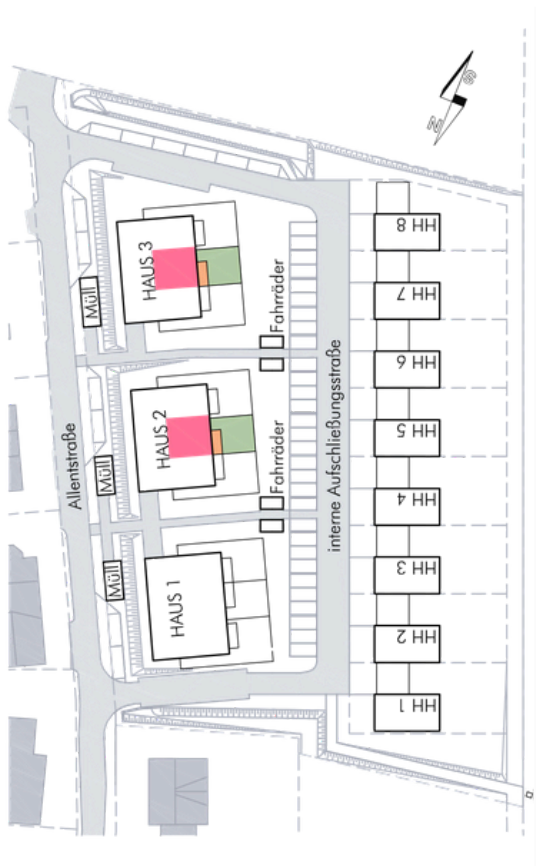 S
N
HAUS 3
Müll
Fahrräder
HH 8
HH 7
HH 6
HAUS 2
Müll
Allentstraße
Fahrräder
interne Aufschließungsstraße
HH 5
HH 4
HAUS 1
Müll
HH 3
HH 2
HH 1